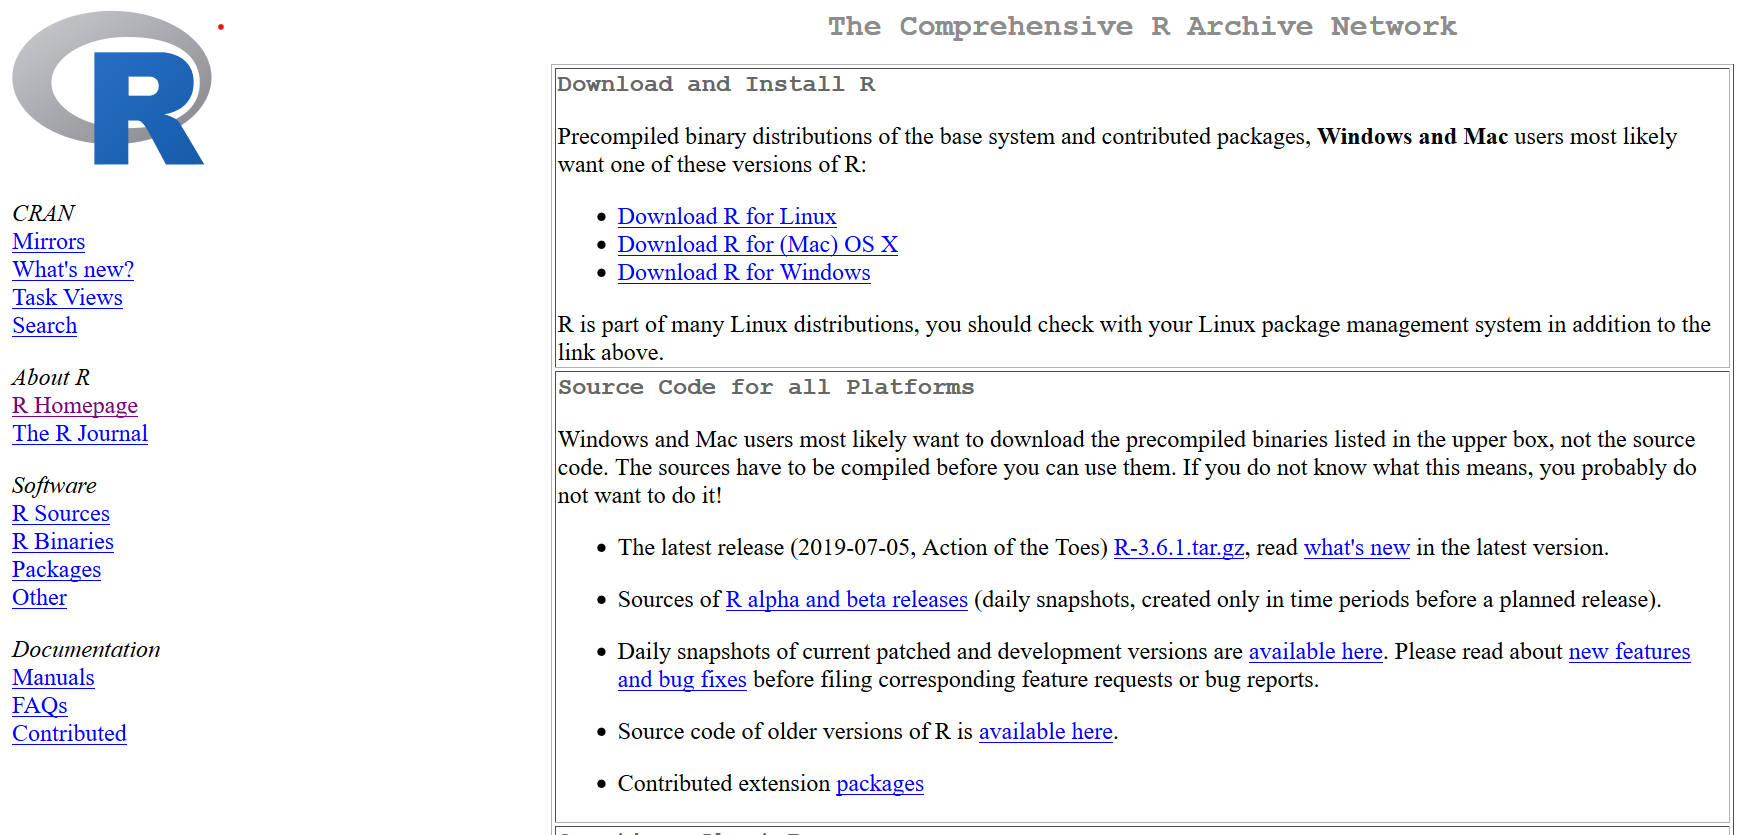 R
CRAN
Mirrors
What's new?
Task Views
Search
About R
R Homepage
The R Journal
Software
R Sources
R Binaries
Packages
Other
Documentation
Manuals
FAQs
Contributed
The Comprehensive R Archive Network
Download and Install R
Precompiled binary distributions of the base system and contributed packages, Windows and Mac users most likely
want one of these versions of R:
Download R for Linux
Download R for (Mac) OS X
Download R for Windows
R is part of many Linux distributions, you should check with your Linux package management system in addition to the
link above.
Source Code for all Platforms
Windows and Mac users most likely want to download the precompiled binaries listed in the upper box, not the source
code. The sources have to be compiled before you can use them. If you do not know what this means, you probably do
not want to do it!
The latest release (2019-07-05, Action of the Toes) R-3.6.1.tar.gz, read what's new in the latest version.
Sources of R alpha and beta releases (daily snapshots, created only in time periods before a planned release).
Daily snapshots of current patched and development versions are available here. Please read about new features
and bug fixes before filing corresponding feature requests or bug reports.
Source code of older versions of R is available here.
Contributed extension packages